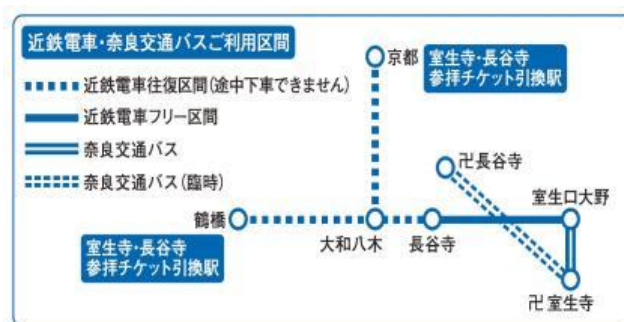 近鉄電車・奈良交通バスご利用区間
近鉄電車往復区間(途中下車できません)
近鉄電車フリー区間
奈良交通バス
奈良交通バス(臨時)
京都
室生寺・長谷寺
参拝チケット引換駅
卍長谷寺
室生口大野
鶴橋
大和八木
長谷寺
室生寺・長谷寺
参拝チケット引換駅
卍室生寺